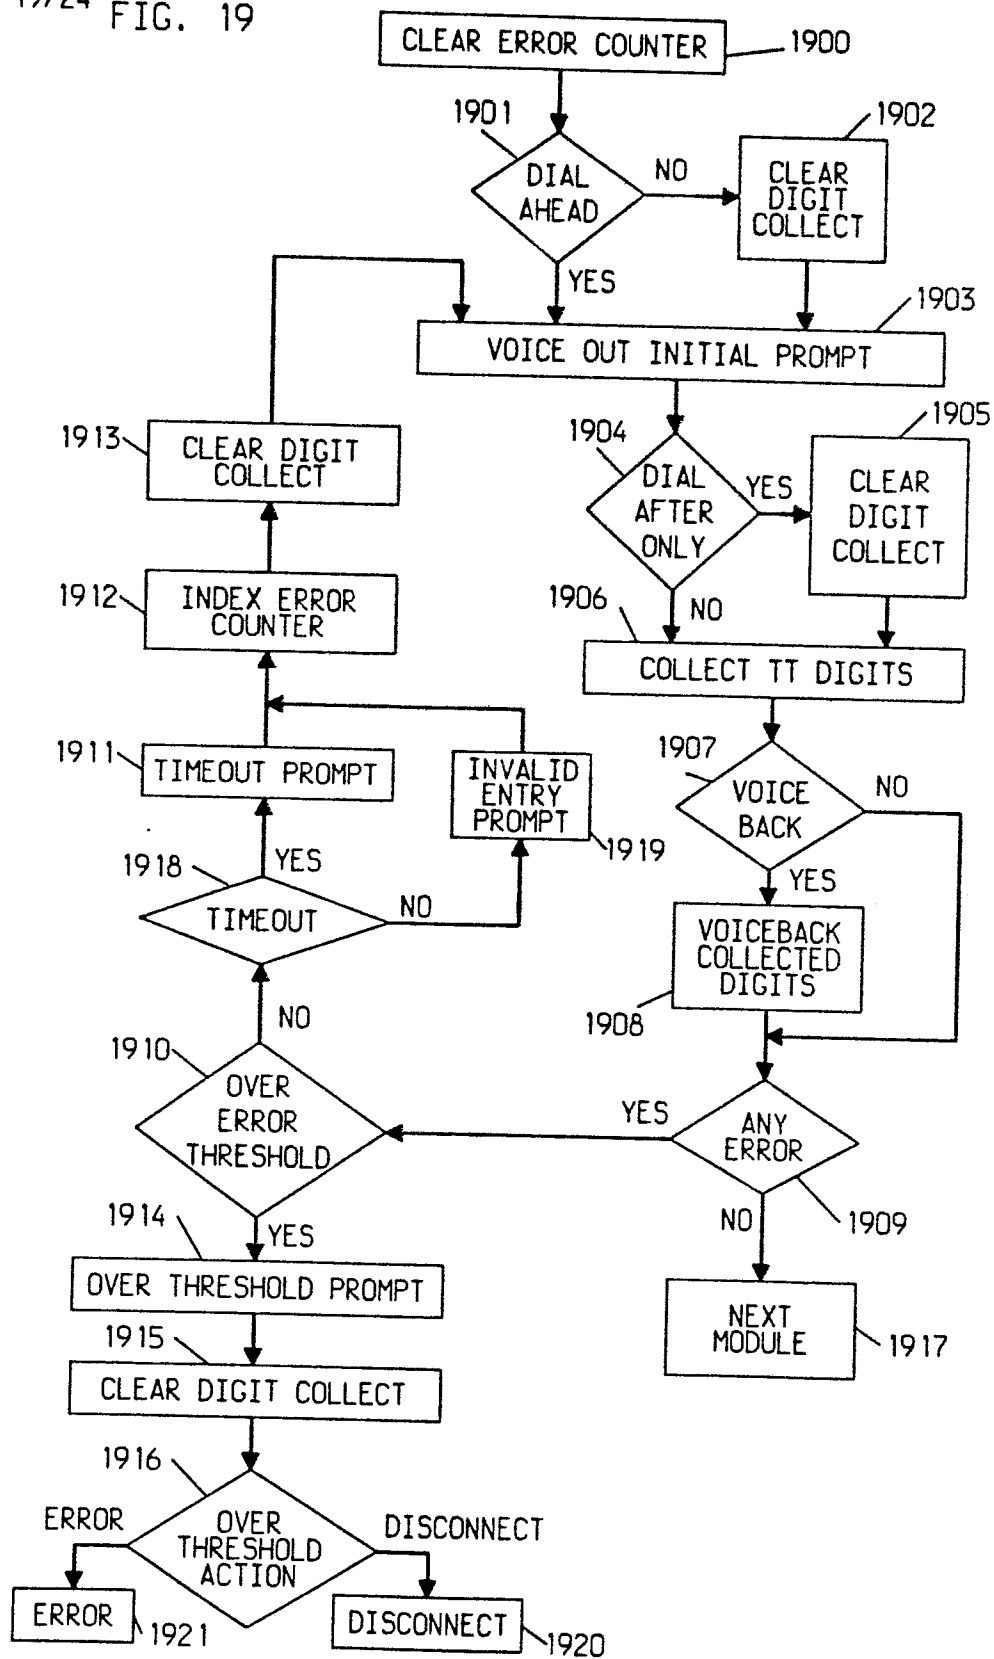 19/24
FIG. 19
CLEAR ERROR COUNTER
1900
1901
DIAL
AHEAD
NO
YES
1902
CLEAR
DIGIT
COLLECT
1903
VOICE OUT INITIAL PROMPT
1904
DIAL
AFTER
ONLY
YES
NO
1905
CLEAR
DIGIT
COLLECT
1913
CLEAR DIGIT
COLLECT
1912
INDEX ERROR
COUNTER
1906
COLLECT TT DIGITS
1911
TIMEOUT PROMPT
INVALID
ENTRY
PROMPT
1919
1907
VOICE
BACK
NO
YES
1918
TIMEOUT
YES
NO
VOICEBACK
COLLECTED
DIGITS
1908
NO
1910
OVER
ERROR
THRESHOLD
YES
YES
ANY
ERROR
1909
NO
1914
OVER THRESHOLD PROMPT
NEXT
MODULE
1917
1915
CLEAR DIGIT COLLECT
1916
OVER
THRESHOLD
ACTION
ERROR
DISCONNECT
ERROR
1921
DISCONNECT
1920